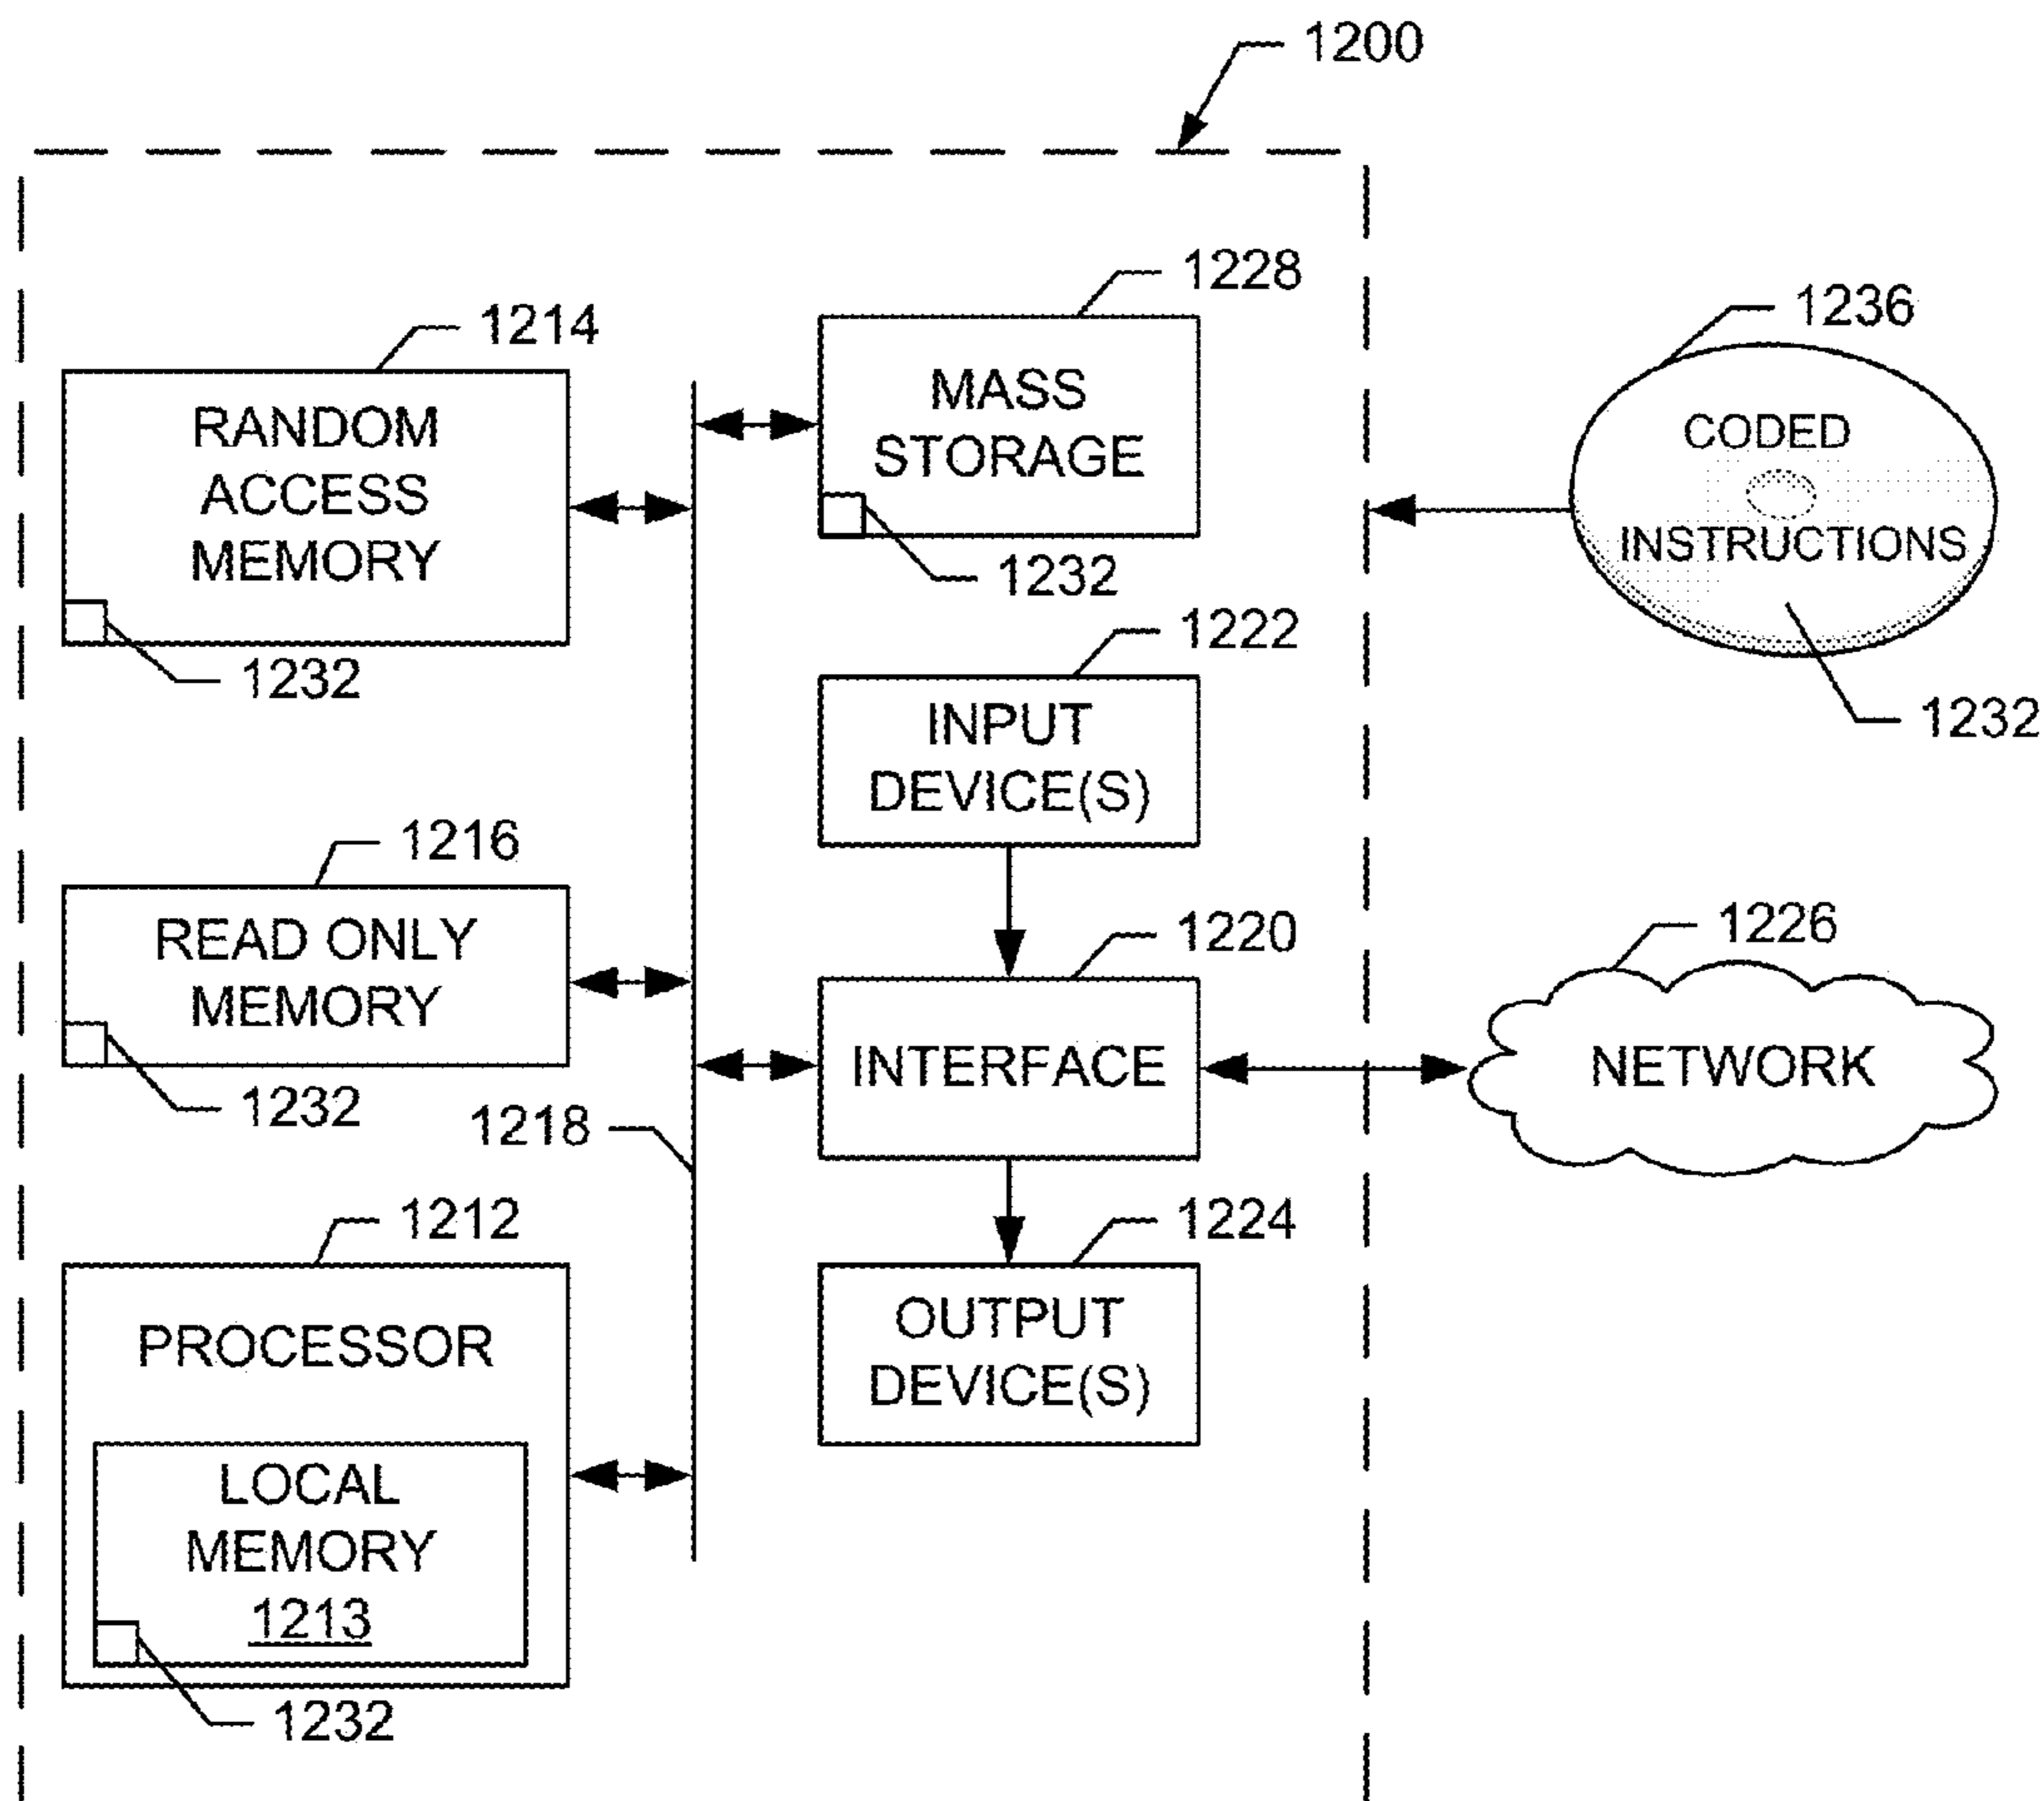 1200
1228
1214
1236
MASS
STORAGE
RANDOM
ACCESS
MEMORY
CODED
INSTRUCTIONS
1232
1232
1222
1232
INPUT
DEVICE(S)
1216
READ ONLY
MEMORY
1220
1226
INTERFACE
NETWORK
1232
1218
1212
1224
PROCESSOR
OUTPUT
DEVICE(S)
LOCAL
MEMORY
1213
1232